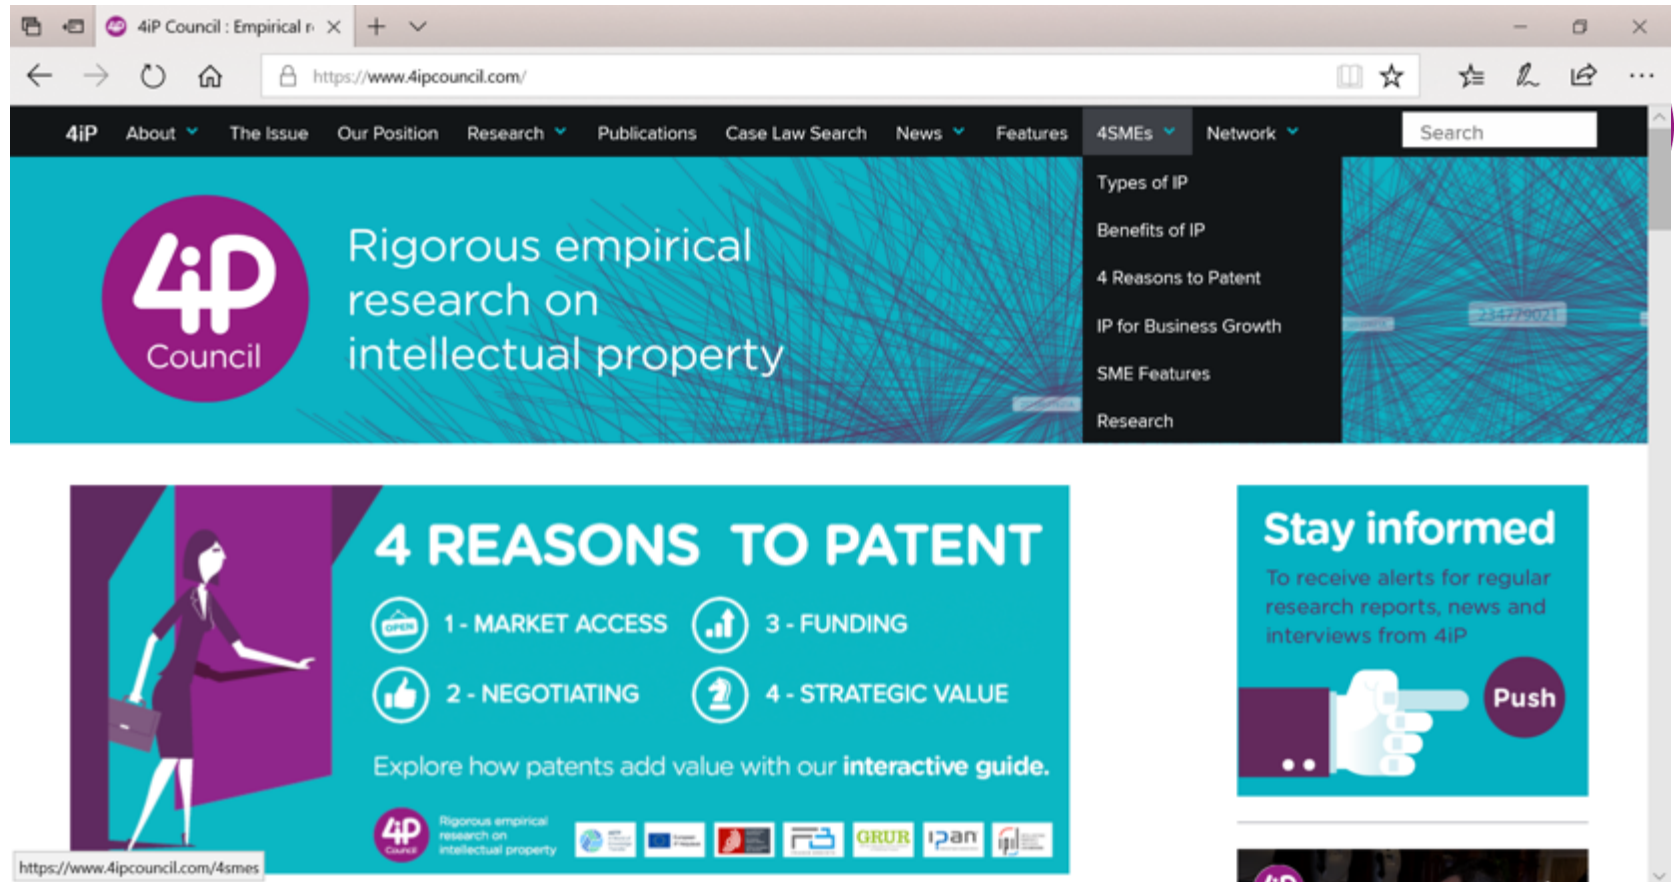 4iP Council : Empirical r
https://www.4ipcouncil.com/
4iP About The Issue Our Position Research Publications Case Law Search News Features 4SMEs Network Search
Types of IP
Benefits of IP
4 Reasons to Patent
IP for Business Growth
SME Features
Research
4iP
Council
Rigorous empirical
research on
intellectual property
234779021
4 REASONS TO PATENT
OPEN
1 - MARKET ACCESS
3 - FUNDING
2 - NEGOTIATING
4 - STRATEGIC VALUE
Explore how patents add value with our interactive guide.
4iP
Council
Rigorous empirical
research on
intellectual property
GRUR
ipan
Stay informed
To receive alerts for regular
research reports, news and
interviews from 4iP
Push
https://www.4ipcouncil.com/4smes